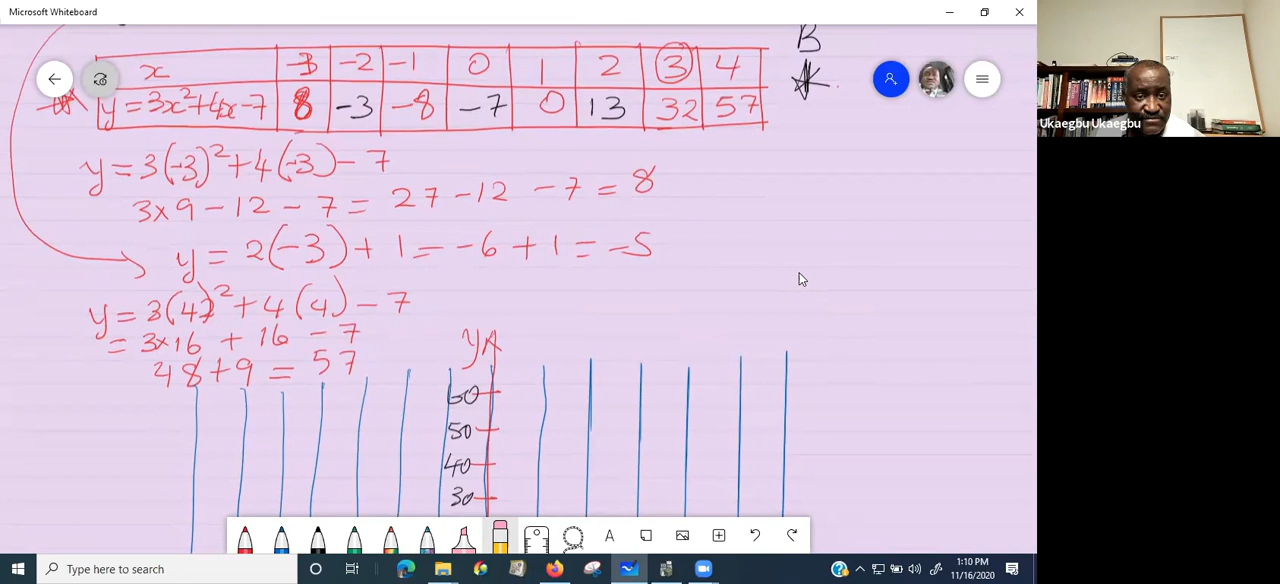 Microsoft Whiteboard
B
x -3 -2 -1 0 1 2 3 4
y = 3x²+4x-7 8 -3 -8 -7 0 13 32 57
Ukaegbu Ukaegbu
y = 3(-3)²+4(-3)-7
3x9-12-7 = 27-12-7 = 8
y = 2(-3)+1 = -6+1 = -5
y = 3(4)²+4(4)-7
= 3x16 + 16 - 7
48+9 = 57
y
60
50
40
30
A
Type here to search
1:10 PM
11/16/2020